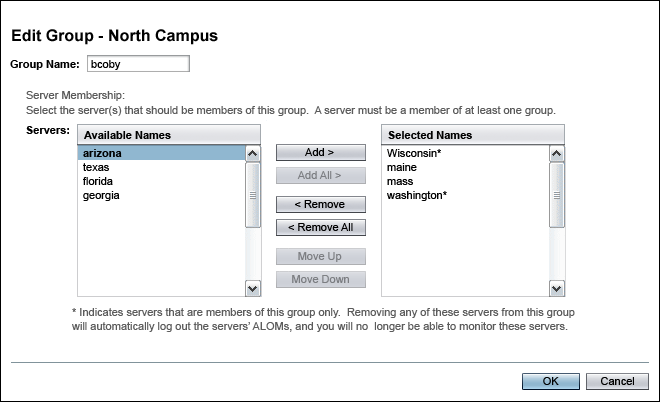 Edit Group - North Campus
Group Name: bcoby
Server Membership:
Select the server(s) that should be members of this group. A server must be a member of at least one group.
Servers:
Available Names
arizona
texas
florida
georgia
Add >
Add All >
< Remove
< Remove All
Move Up
Move Down
Selected Names
Wisconsin*
maine
mass
washington*
* Indicates servers that are members of this group only. Removing any of these servers from this group
will automatically log out the servers' ALOMs, and you will no longer be able to monitor these servers.
OK
Cancel